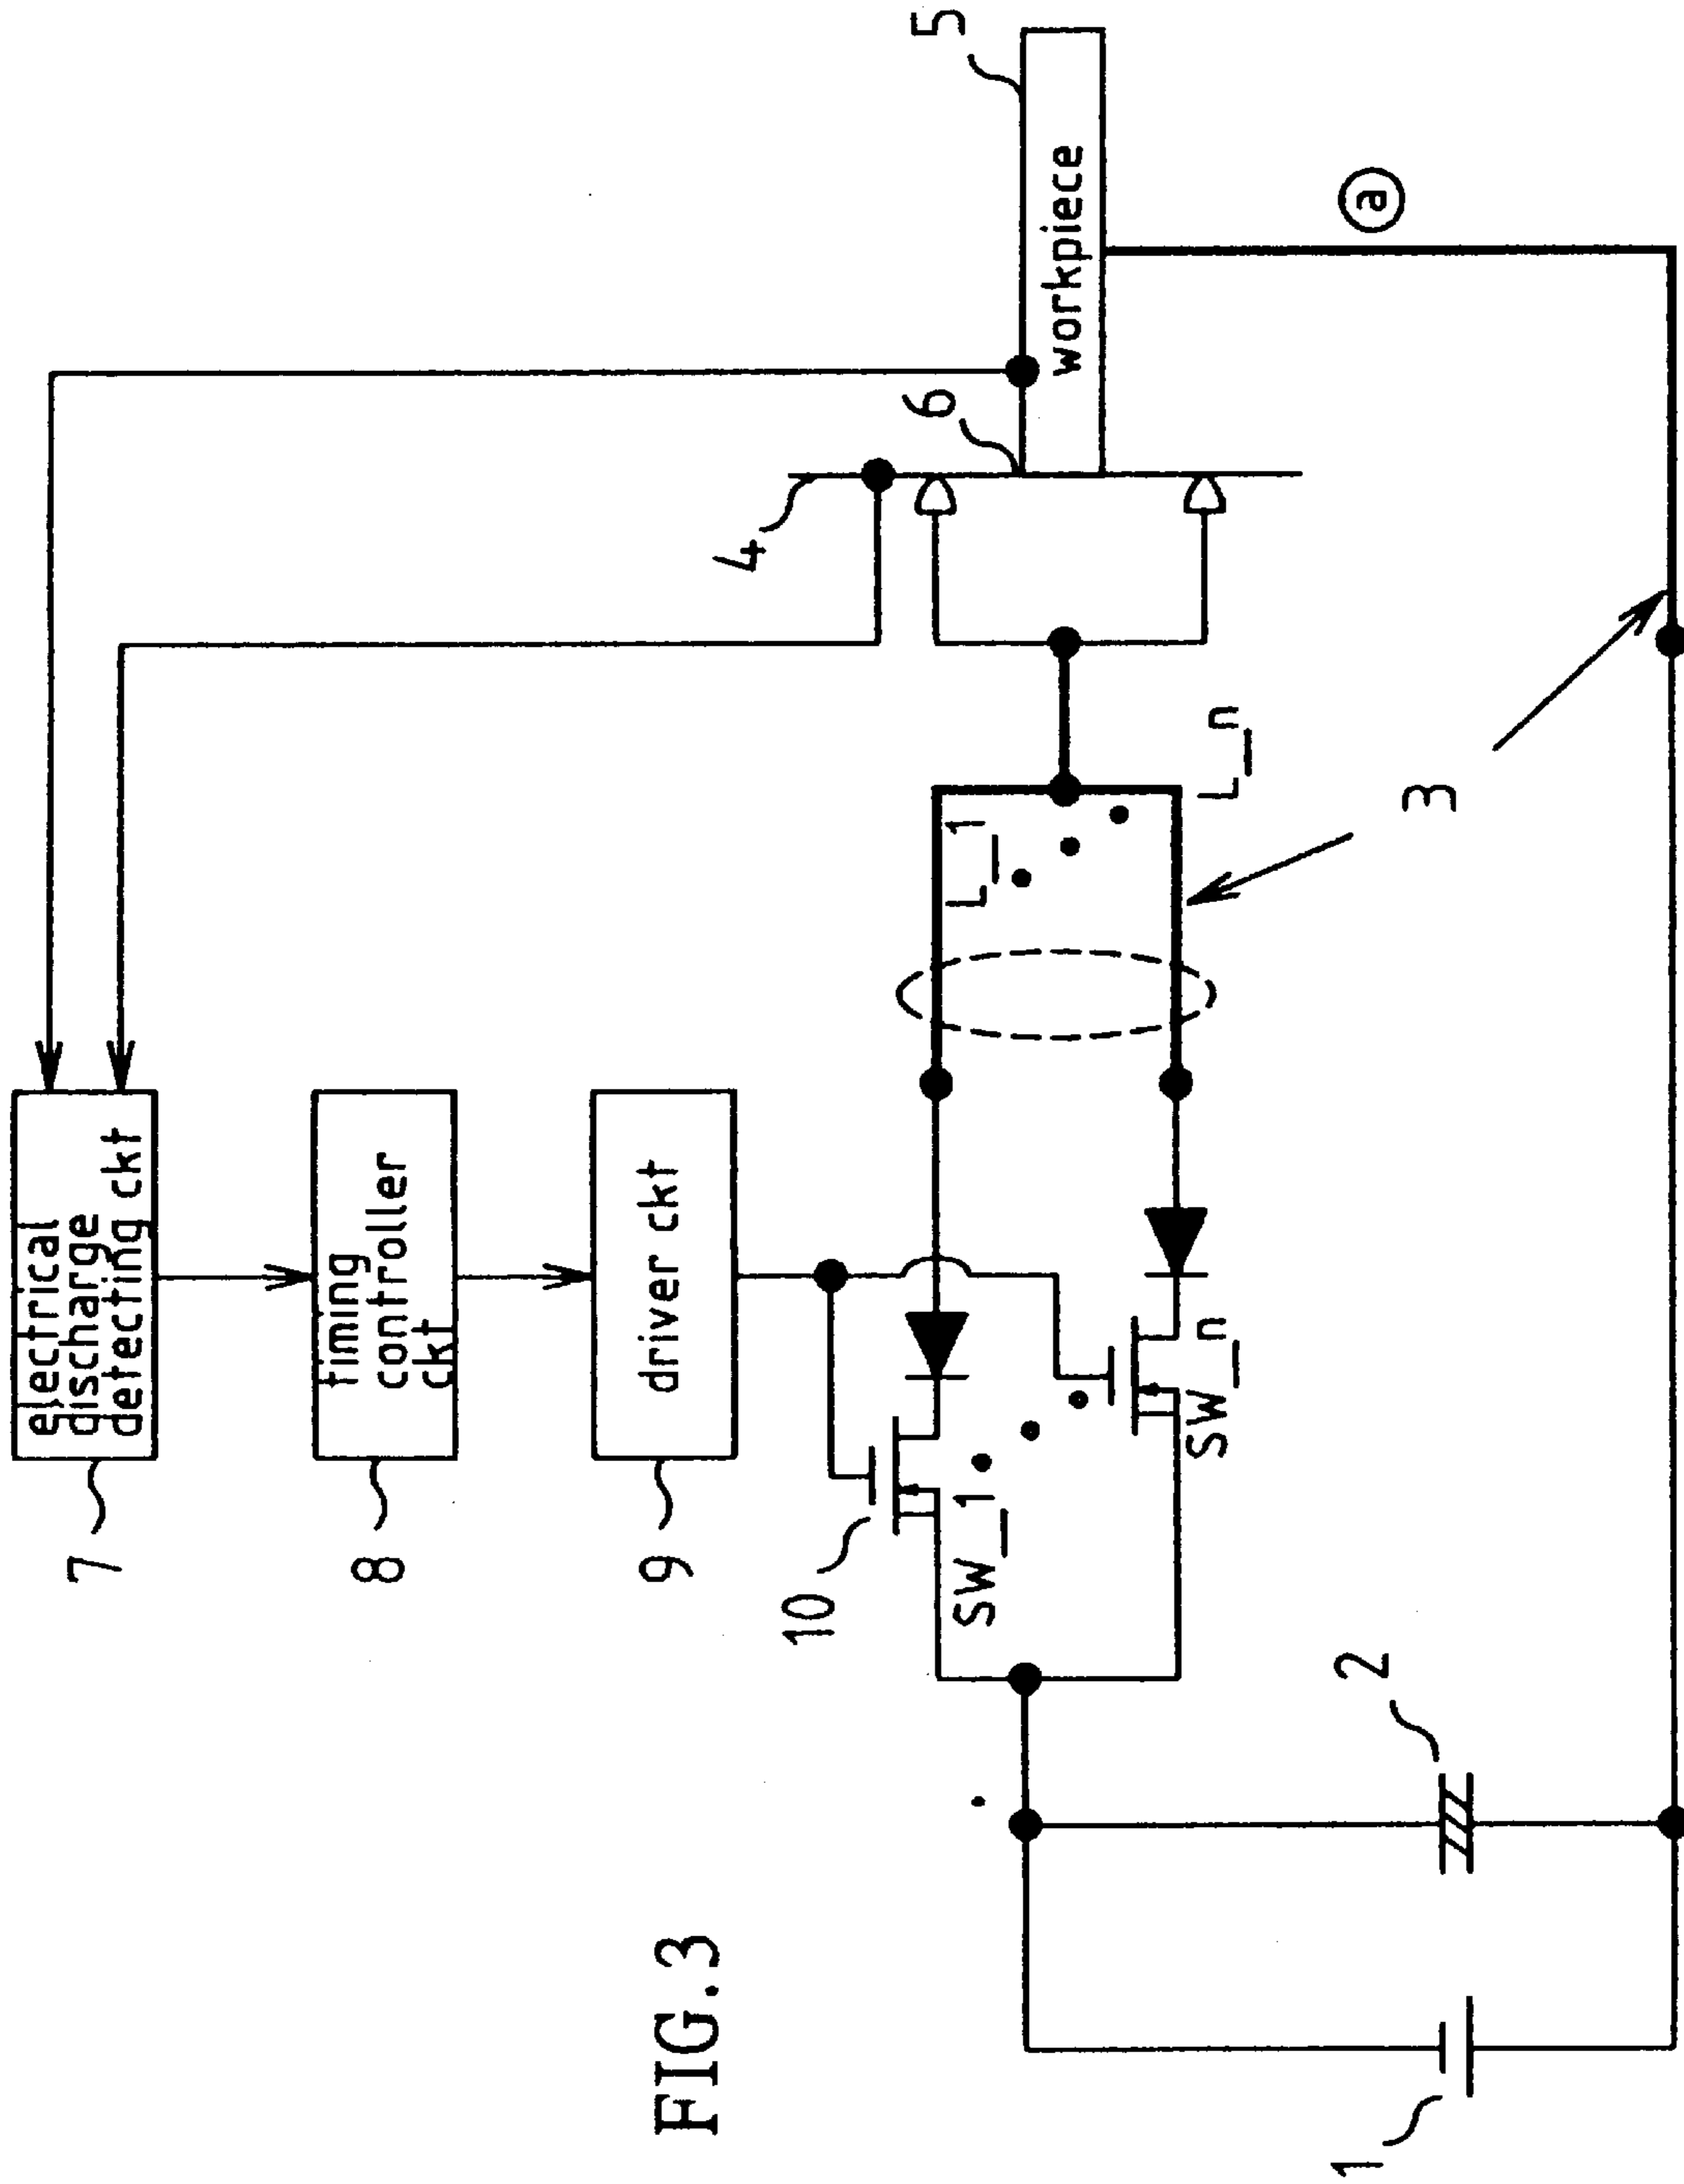 FIG.3
7
electrical
discharge
detecting ckt
8
timing
controller
ckt
9
driver ckt
10
SW_1
SW_n
L_1
L_n
4
6
5
workpiece
a
3
2
1